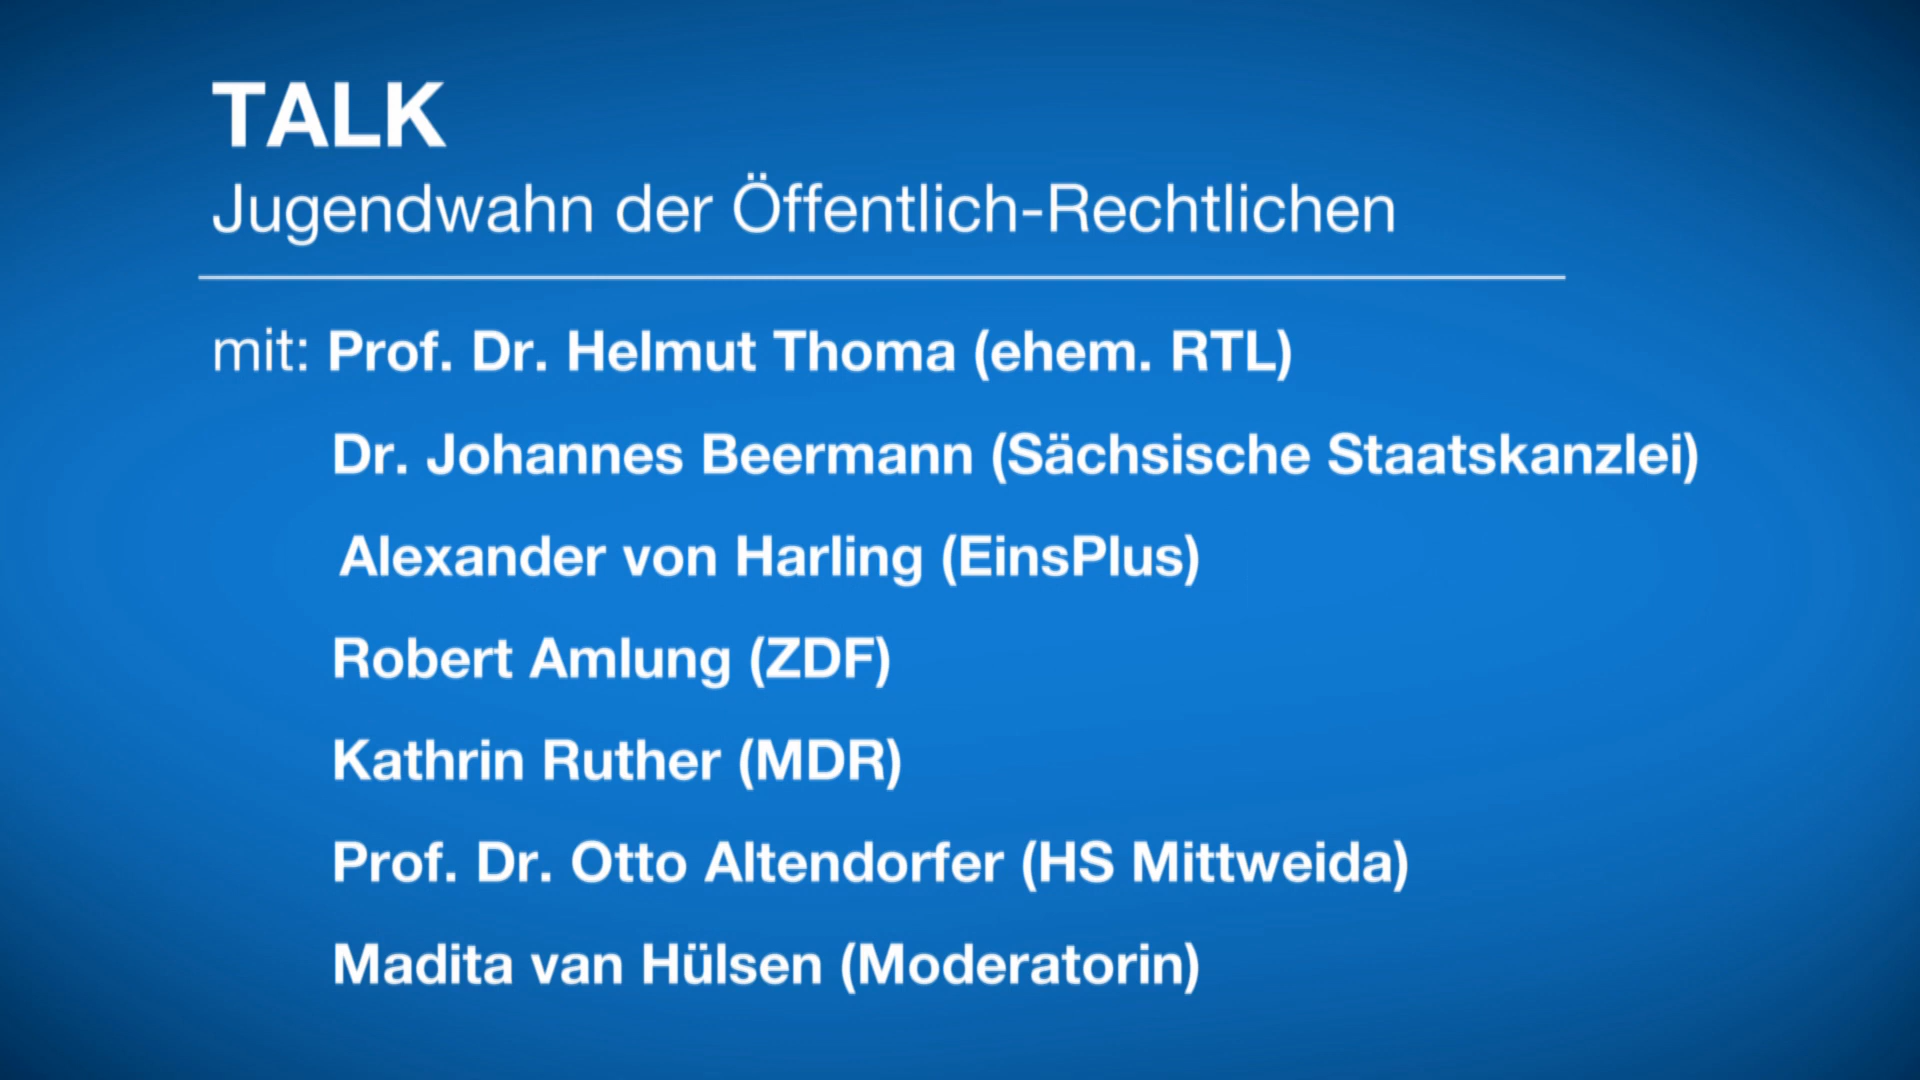 TALK
Jugendwahn der Öffentlich-Rechtlichen
mit: Prof. Dr. Helmut Thoma (ehem. RTL)
Dr. Johannes Beermann (Sächsische Staatskanzlei)
Alexander von Harling (EinsPlus)
Robert Amlung (ZDF)
Kathrin Ruther (MDR)
Prof. Dr. Otto Altendorfer (HS Mittweida)
Madita van Hülsen (Moderatorin)